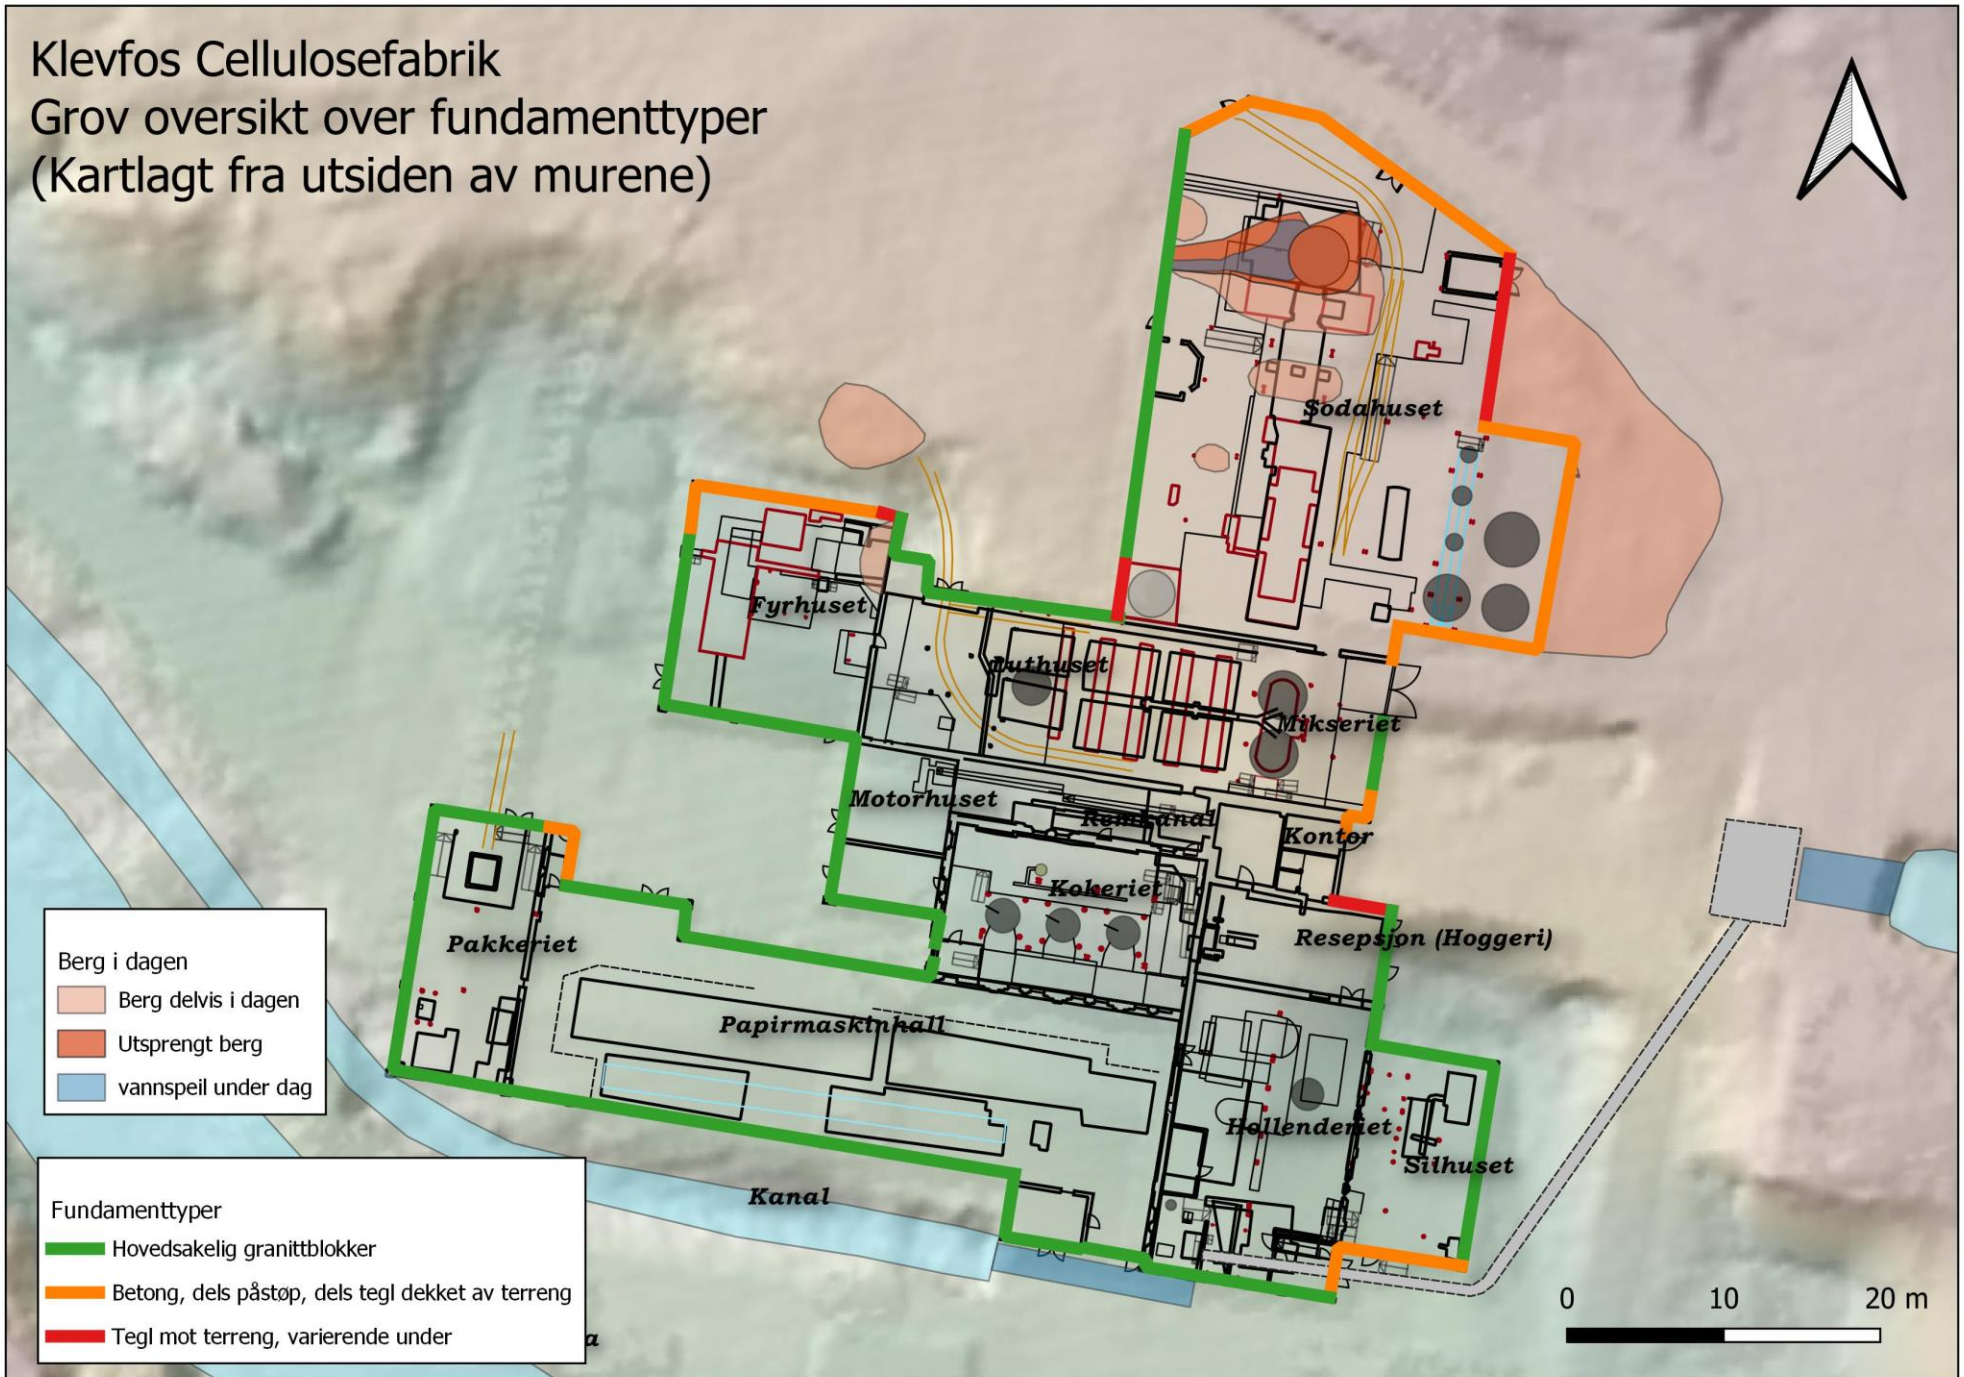 Klevfos Cellulosefabrik
Grov oversikt over fundamenttyper
(Kartlagt fra utsiden av murene)
Sodahuset
Fyrhuset
Luthuset
Mikseriet
Motorhuset
Remkanal
Kontor
Kokeriet
Pakkeriet
Resepsjon (Hoggeri)
Papirmaskinhall
Hollenderiet
Silhuset
Kanal
Berg i dagen
Berg delvis i dagen
Utsprengt berg
vannspeil under dag
Fundamenttyper
Hovedsakelig granittblokker
Betong, dels påstøp, dels tegl dekket av terreng
Tegl mot terreng, varierende under
a
0 10 20 m